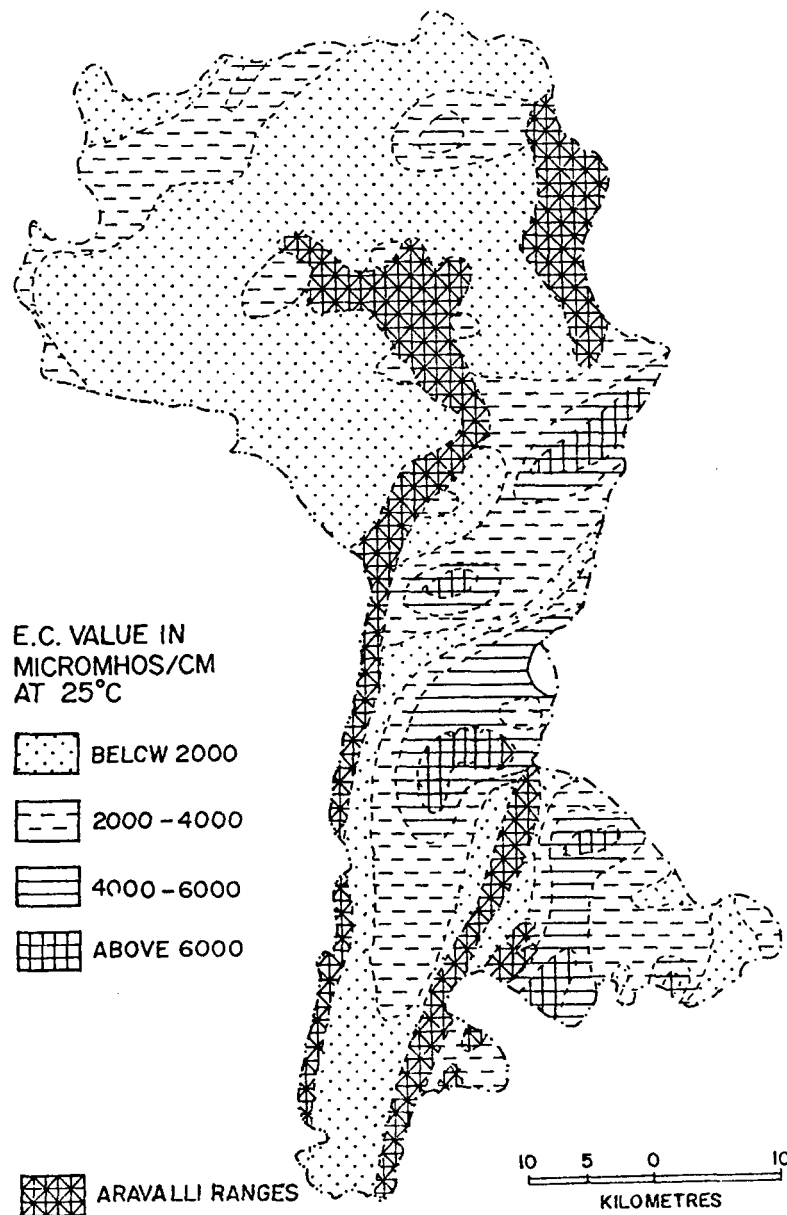 E.C. VALUE IN
MICROMHOS/CM
AT 25°C
BELCW 2000
2000-4000
4000-6000
ABOVE 6000
ARAVALLI RANGES
10 5 0 10
KILOMETRES